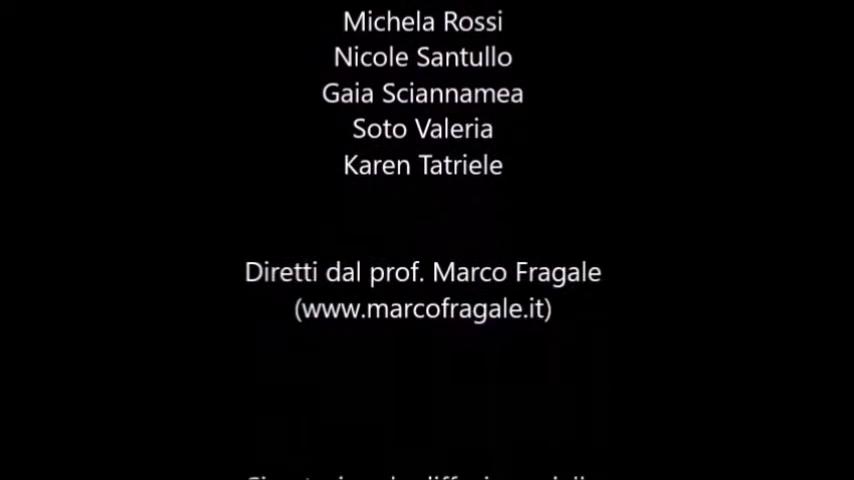 Michela Rossi
Nicole Santullo
Gaia Sciannamea
Soto Valeria
Karen Tatriele
Diretti dal prof. Marco Fragale
(www.marcofragale.it)